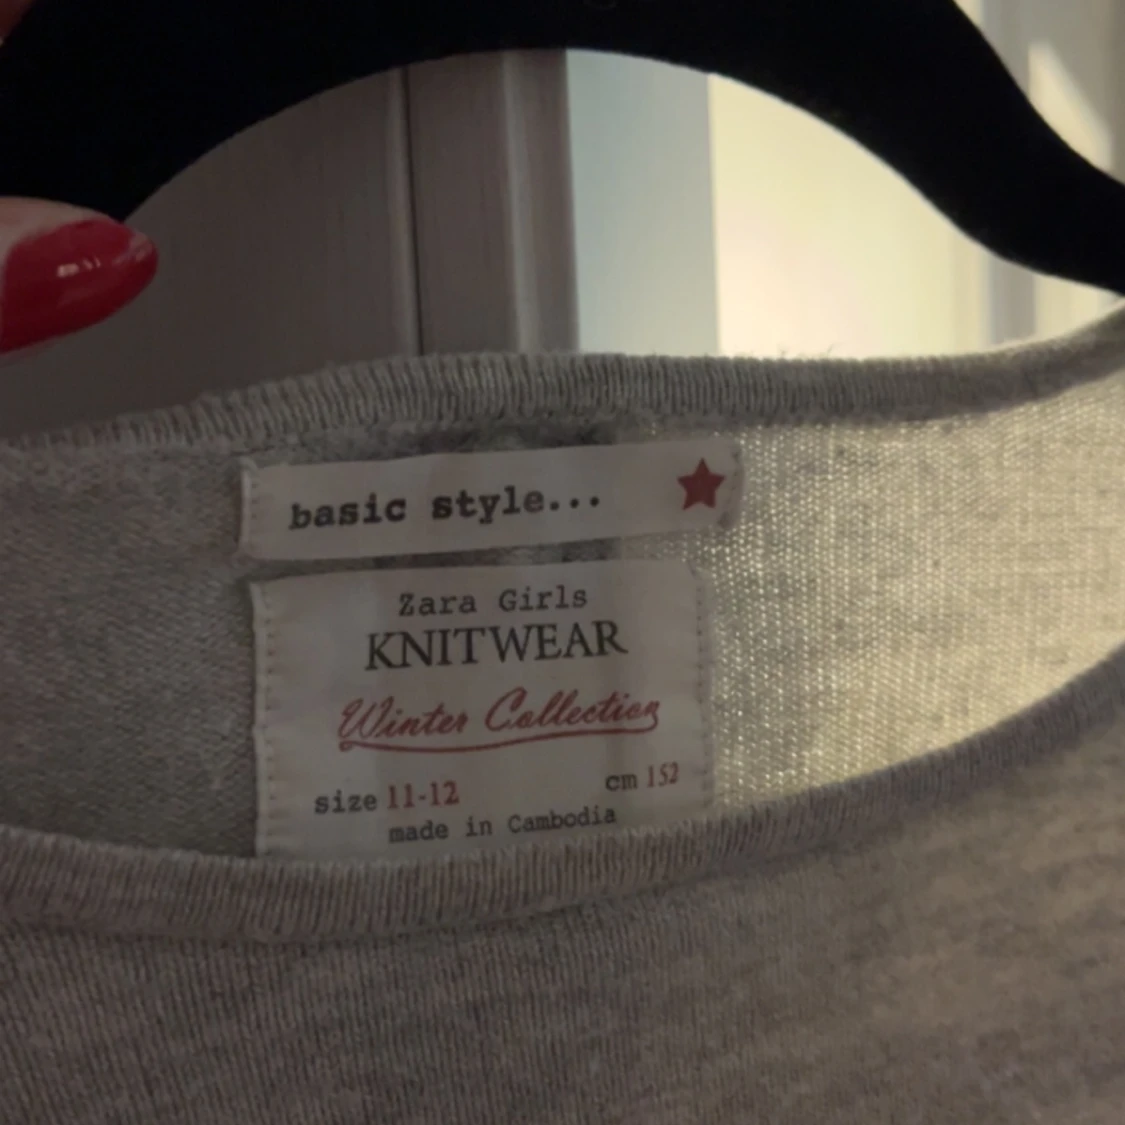 basic style...
Zara Girls
KNITWEAR
Winter Collection
size 11-12 cm 152
made in Cambodia